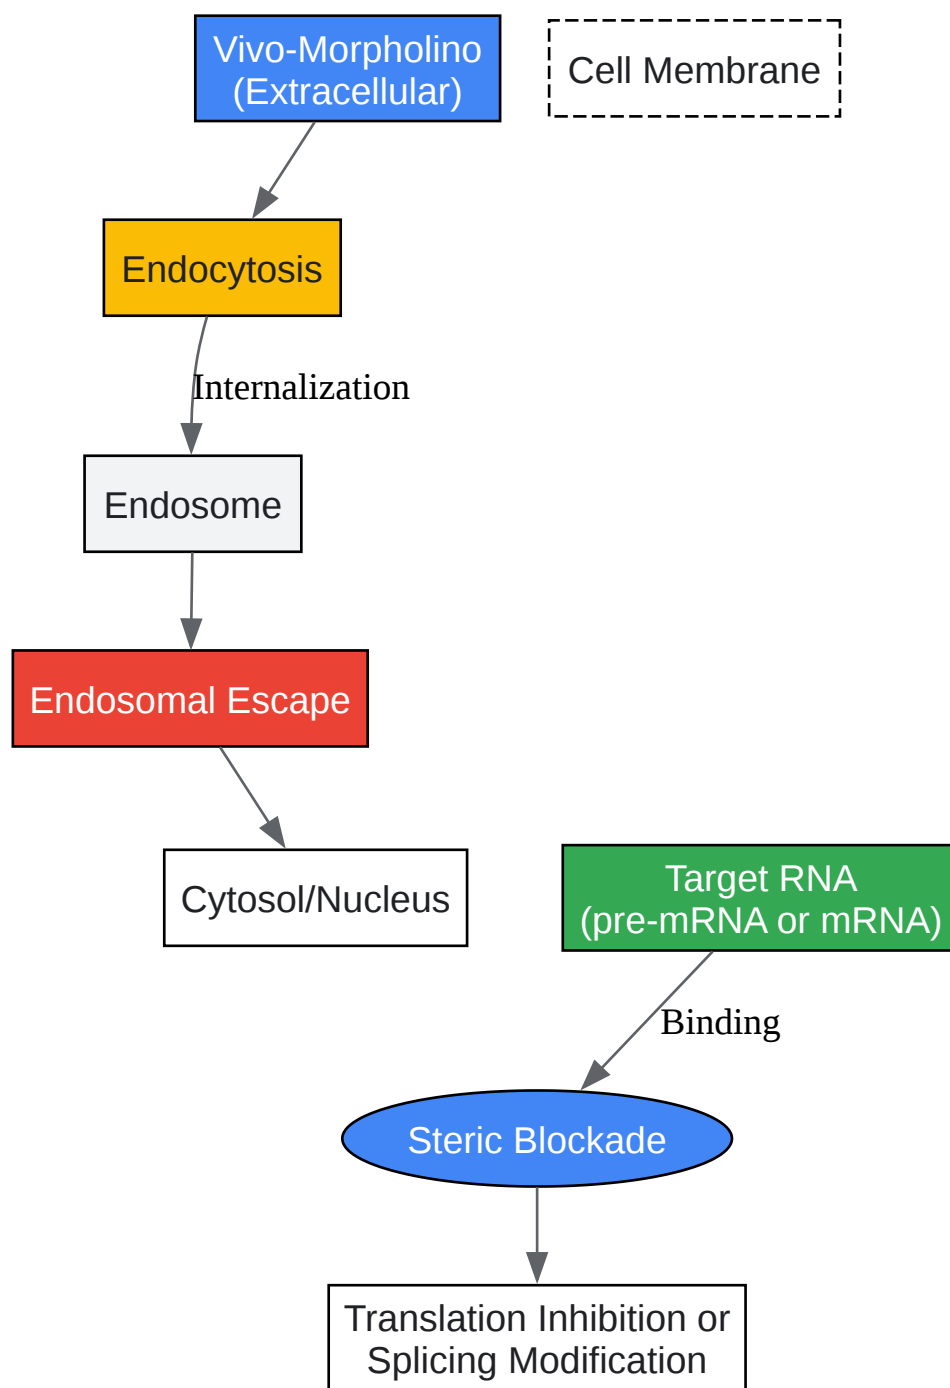 Vivo-Morpholino
(Extracellular)
Cell Membrane
Endocytosis
Internalization
Endosome
Endosomal Escape
Cytosol/Nucleus
Target RNA
(pre-mRNA or mRNA)
Binding
Steric Blockade
Translation Inhibition or
Splicing Modification